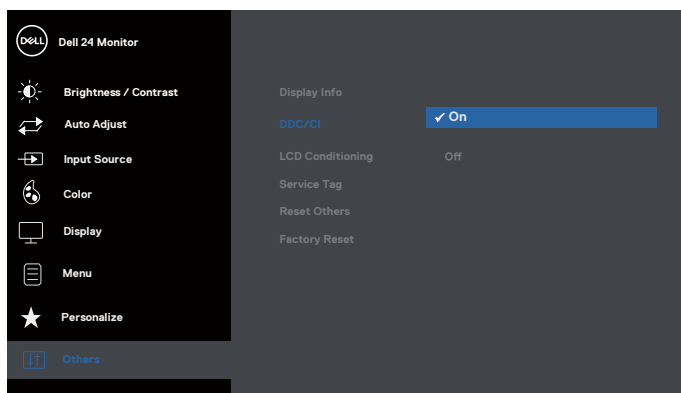 DELL
Dell 24 Monitor
Brightness / Contrast
Auto Adjust
Input Source
Color
Display
Menu
Personalize
Others
Display Info
DDC/CI
✓ On
LCD Conditioning
Off
Service Tag
Reset Others
Factory Reset